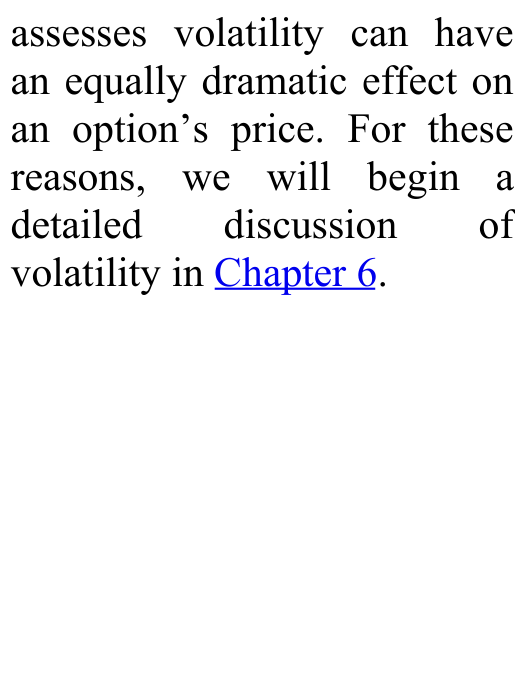 assesses volatility can have
an equally dramatic effect on
an option’s price. For these
reasons, we will begin a
detailed discussion of
volatility in Chapter 6.